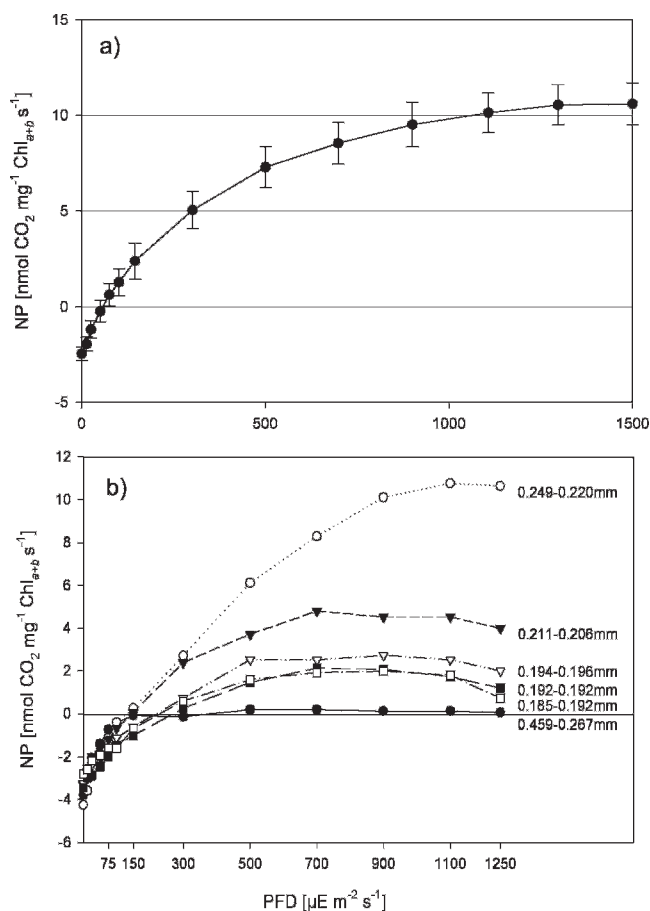 a)
15
10
5
0
-5
NP [nmol CO2 mg-1 Chla+b s-1]
0
500
1000
1500
b)
12
10
8
6
4
2
0
-2
-4
-6
NP [nmol CO2 mg-1 Chla+b s-1]
0.249-0.220mm
0.211-0.206mm
0.194-0.196mm
0.192-0.192mm
0.185-0.192mm
0.459-0.267mm
75 150 300 500 700 900 1100 1250
PFD [µE m-2 s-1]